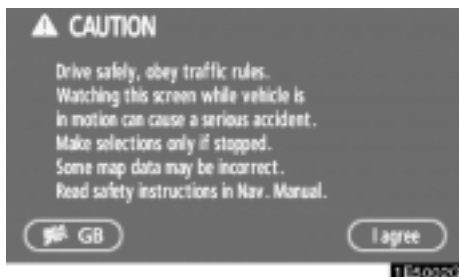 CAUTION
Drive safely, obey traffic rules.
Watching this screen while vehicle is
in motion can cause a serious accident.
Make selections only if stopped.
Some map data may be incorrect.
Read safety instructions in Nav. Manual.
GB
I agree